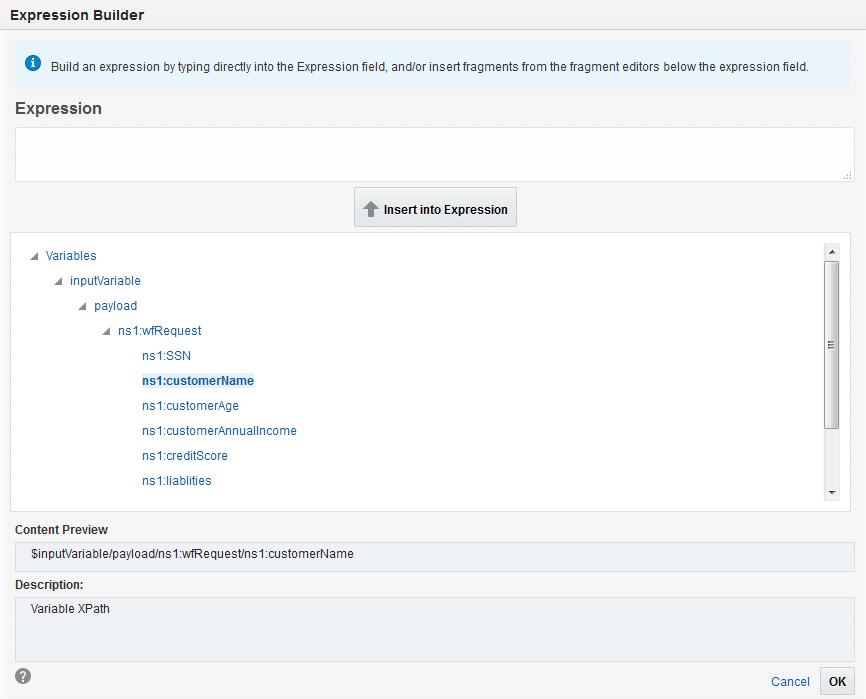 Expression Builder
Build an expression by typing directly into the Expression field, and/or insert fragments from the fragment editors below the expression field.
Expression
Insert into Expression
Variables
inputVariable
payload
ns1:wfRequest
ns1:SSN
ns1:customerName
ns1:customerAge
ns1:customerAnnualIncome
ns1:creditScore
ns1:liablities
Content Preview
$inputVariable/payload/ns1:wfRequest/ns1:customerName
Description:
Variable XPath
Cancel OK